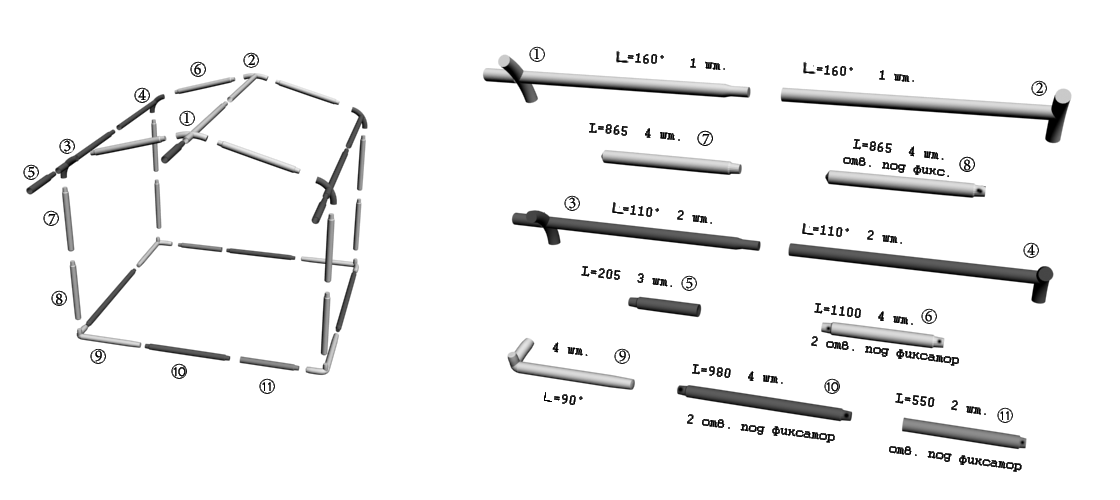 ⑥
②
④
①
③
⑤
⑦
⑧
⑨
⑩
⑪
①
∟=160° 1 шт.
∟=160° 1 шт.
②
L=865 4 шт. ⑦
L=865 4 шт.
отв. под фикс.
⑧
③
∟=110° 2 шт.
∟=110° 2 шт.
④
L=205 3 шт. ⑤
L=1100 4 шт. ⑥
2 отв. под фиксатор
4 шт. ⑨
∟=90°
L=980 4 шт. ⑩
2 отв. под фиксатор
L=550 2 шт. ⑪
отв. под фиксатор